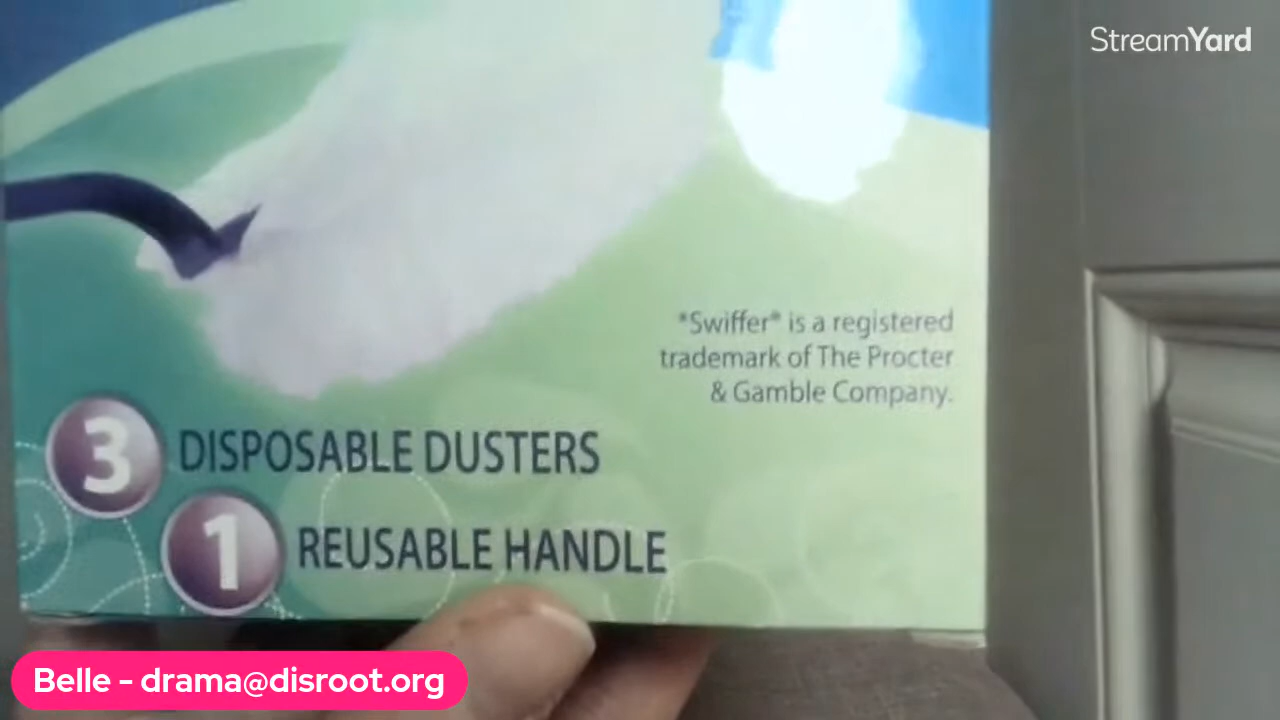 StreamYard
*Swiffer* is a registered
trademark of The Procter
& Gamble Company.
3 DISPOSABLE DUSTERS
1 REUSABLE HANDLE
Belle - drama@disroot.org